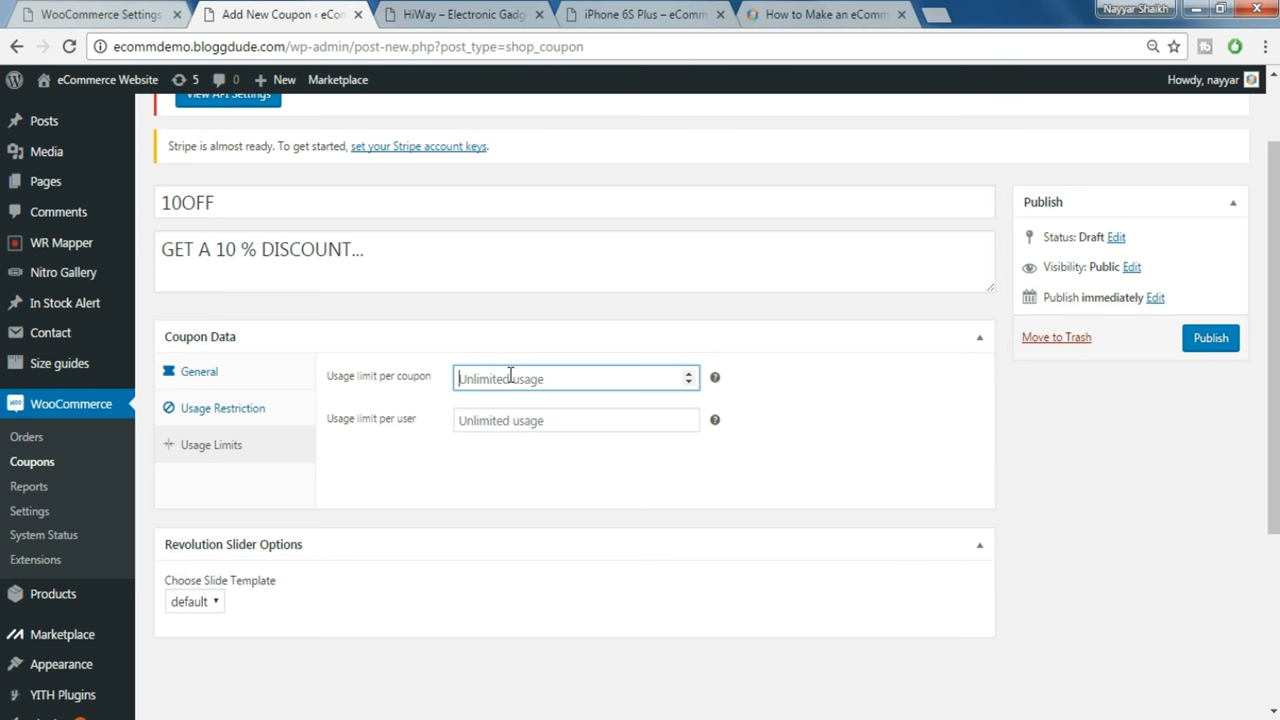 WooCommerce Settings
Add New Coupon ‹ eCom
HiWay – Electronic Gadg
iPhone 6S Plus – eComm
How to Make an eComm
Nayyar Shaikh
ecommdemo.bloggdude.com/wp-admin/post-new.php?post_type=shop_coupon
eCommerce Website
5
0
New
Marketplace
Howdy, nayyar
Posts
Media
Pages
Comments
WR Mapper
Nitro Gallery
In Stock Alert
Contact
Size guides
WooCommerce
Orders
Coupons
Reports
Settings
System Status
Extensions
Products
Marketplace
Appearance
YITH Plugins
View API Settings
Stripe is almost ready. To get started, set your Stripe account keys.
10OFF
GET A 10 % DISCOUNT...
Coupon Data
General
Usage Restriction
Usage Limits
Usage limit per coupon
Unlimited usage
Usage limit per user
Unlimited usage
Revolution Slider Options
Choose Slide Template
default
Publish
Status: Draft Edit
Visibility: Public Edit
Publish immediately Edit
Move to Trash
Publish